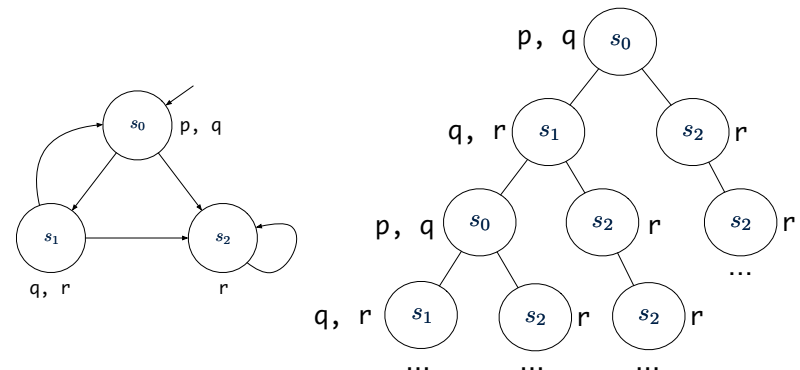 s₀ p, q
s₁ s₂
q, r r
p, q s₀
q, r s₁ s₂ r
p, q s₀ s₂ r s₂ r
...
q, r s₁ s₂ r s₂ r
... ... ...